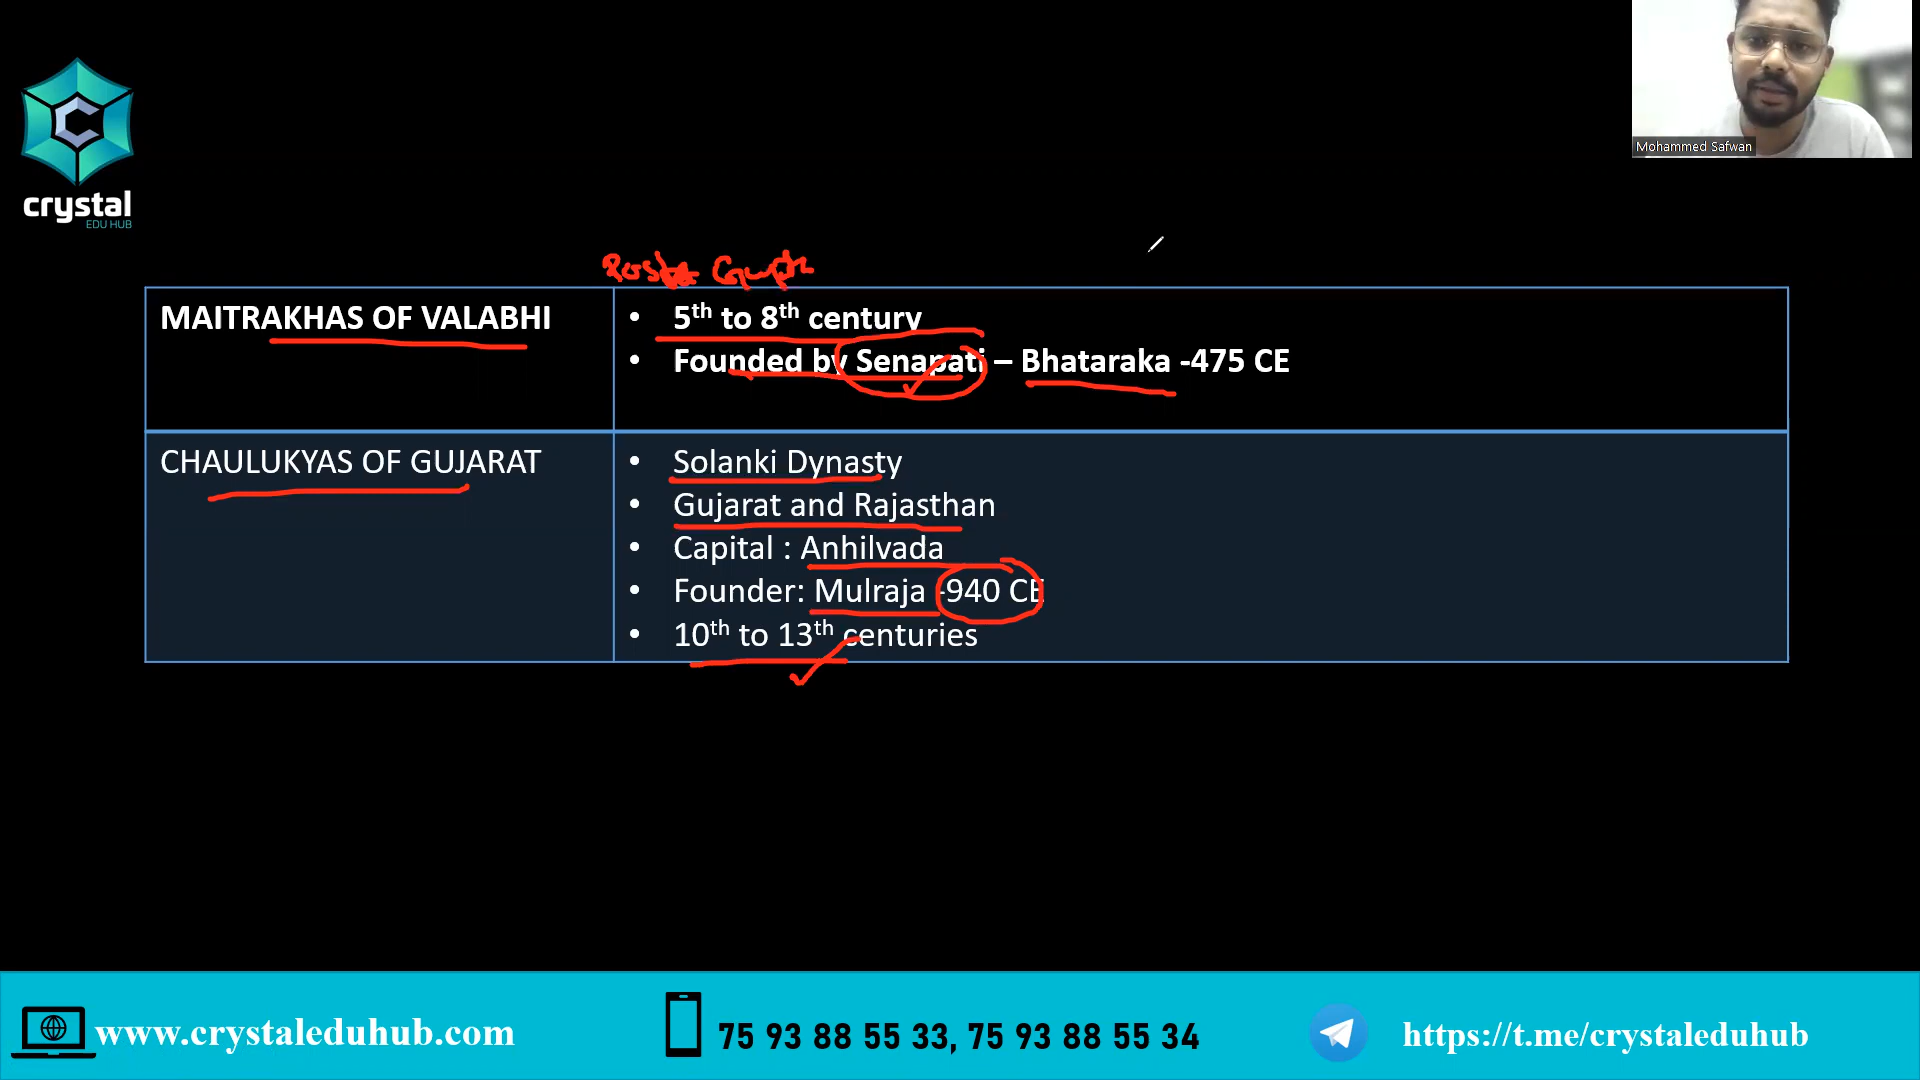 crystal
EDU HUB
Mohammed Safwan
Post Gupta
MAITRAKHAS OF VALABHI
• 5th to 8th century
• Founded by Senapati – Bhataraka -475 CE
CHAULUKYAS OF GUJARAT
• Solanki Dynasty
• Gujarat and Rajasthan
• Capital : Anhilvada
• Founder: Mulraja -940 CE
• 10th to 13th centuries
www.crystaleduhub.com
75 93 88 55 33, 75 93 88 55 34
https://t.me/crystaleduhub